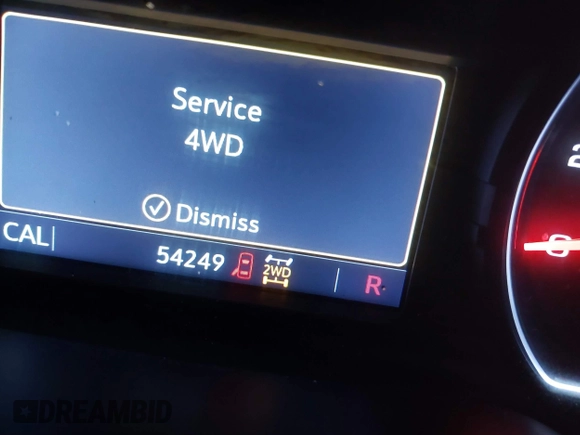 Service
4WD
Dismiss
CAL
54249
2WD
R
DREAMBID